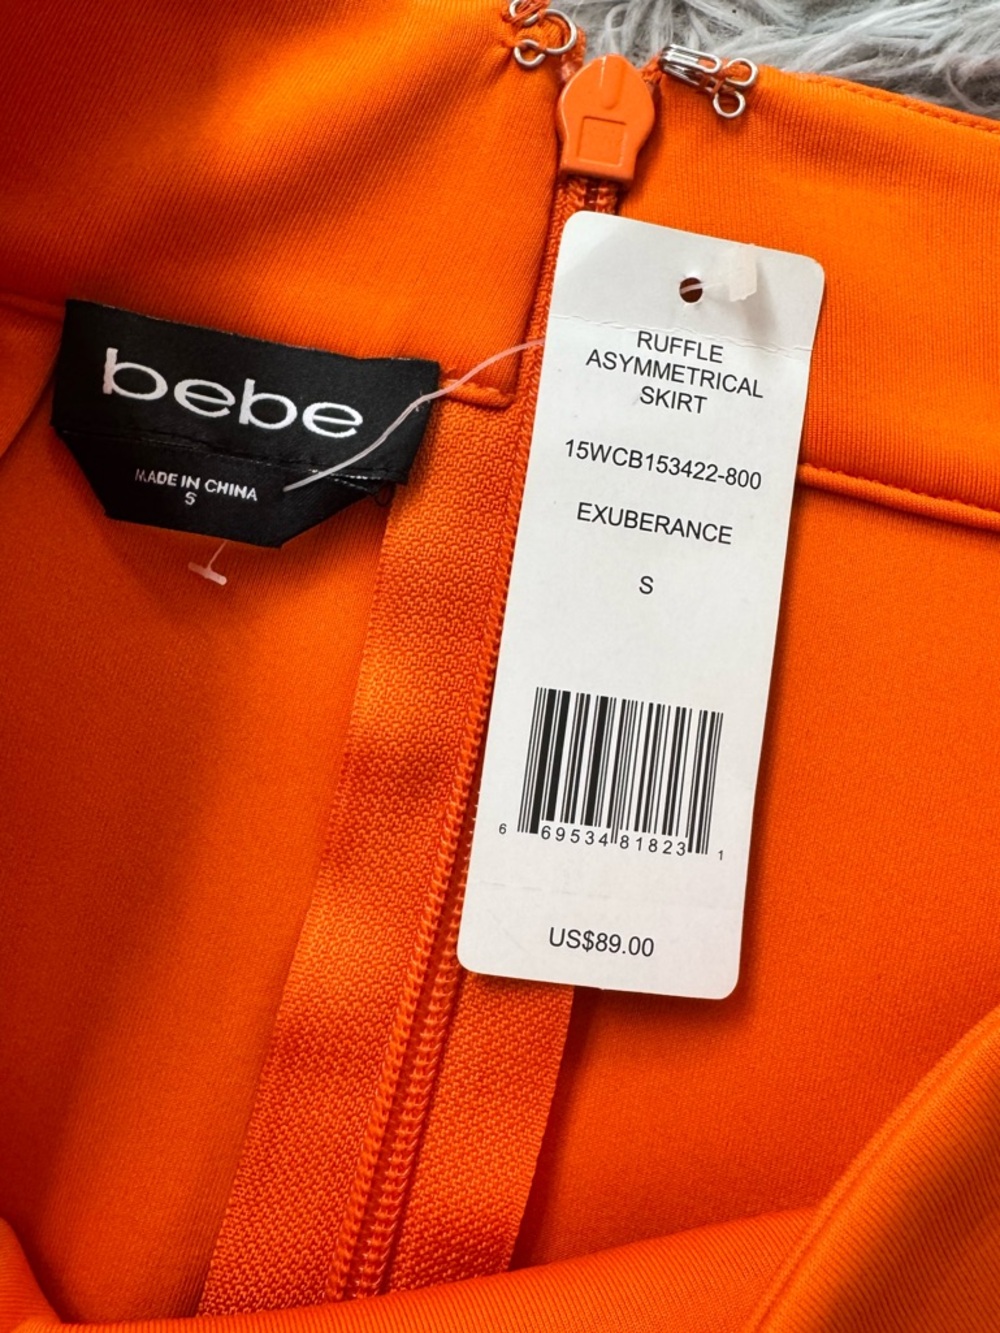 bebe
MADE IN CHINA
S
RUFFLE
ASYMMETRICAL
SKIRT
15WCB153422-800
EXUBERANCE
S
6 69534 81823 1
US$89.00